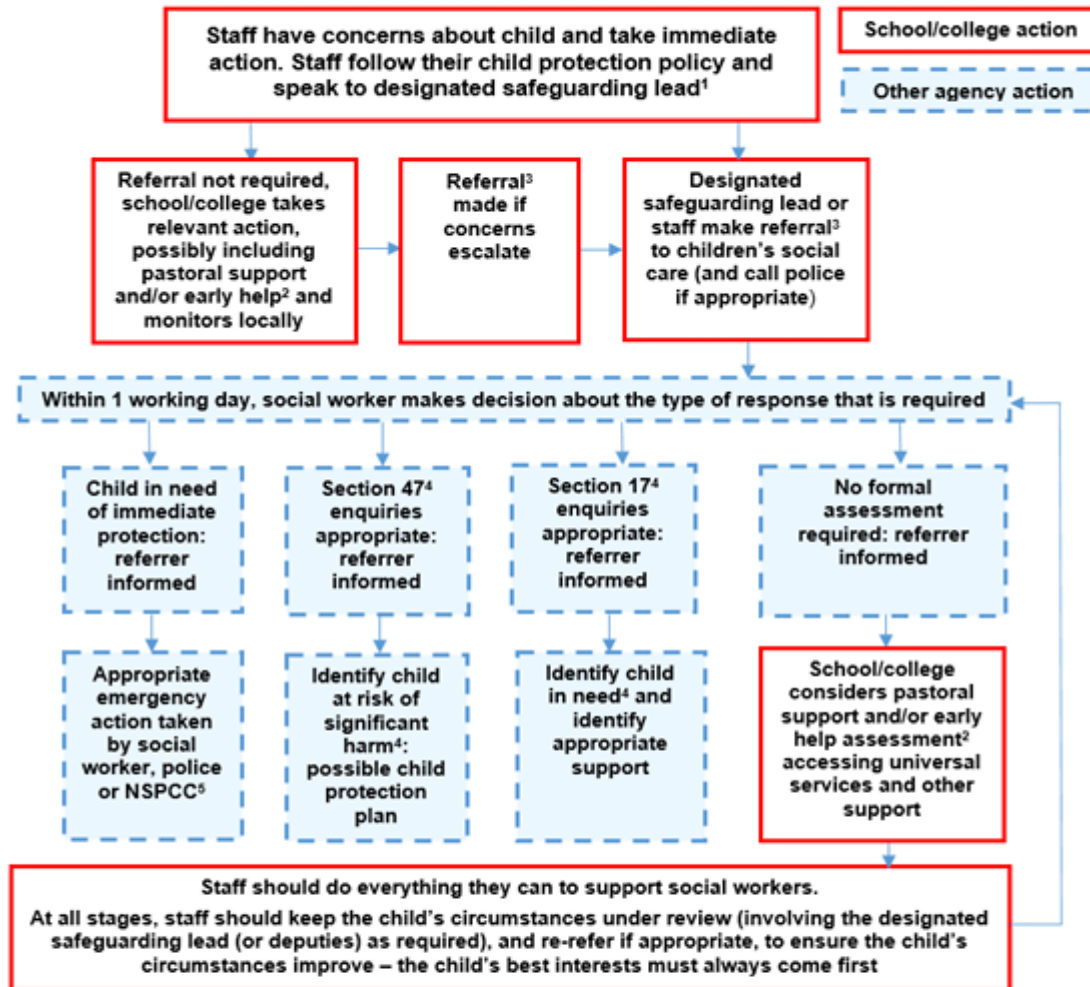 Staff have concerns about child and take immediate
action. Staff follow their child protection policy and
speak to designated safeguarding lead¹
School/college action
Other agency action
Referral not required,
school/college takes
relevant action,
possibly including
pastoral support
and/or early help² and
monitors locally
Referral³
made if
concerns
escalate
Designated
safeguarding lead or
staff make referral³
to children’s social
care (and call police
if appropriate)
Within 1 working day, social worker makes decision about the type of response that is required
Child in need
of immediate
protection:
referrer
informed
Section 47⁴
enquiries
appropriate:
referrer
informed
Section 17⁴
enquiries
appropriate:
referrer
informed
No formal
assessment
required: referrer
informed
Appropriate
emergency
action taken
by social
worker, police
or NSPCC⁵
Identify child
at risk of
significant
harm⁴:
possible child
protection
plan
Identify child
in need⁴ and
identify
appropriate
support
School/college
considers pastoral
support and/or early
help assessment²
accessing universal
services and other
support
Staff should do everything they can to support social workers.
At all stages, staff should keep the child’s circumstances under review (involving the designated
safeguarding lead (or deputies) as required), and re-refer if appropriate, to ensure the child’s
circumstances improve – the child’s best interests must always come first